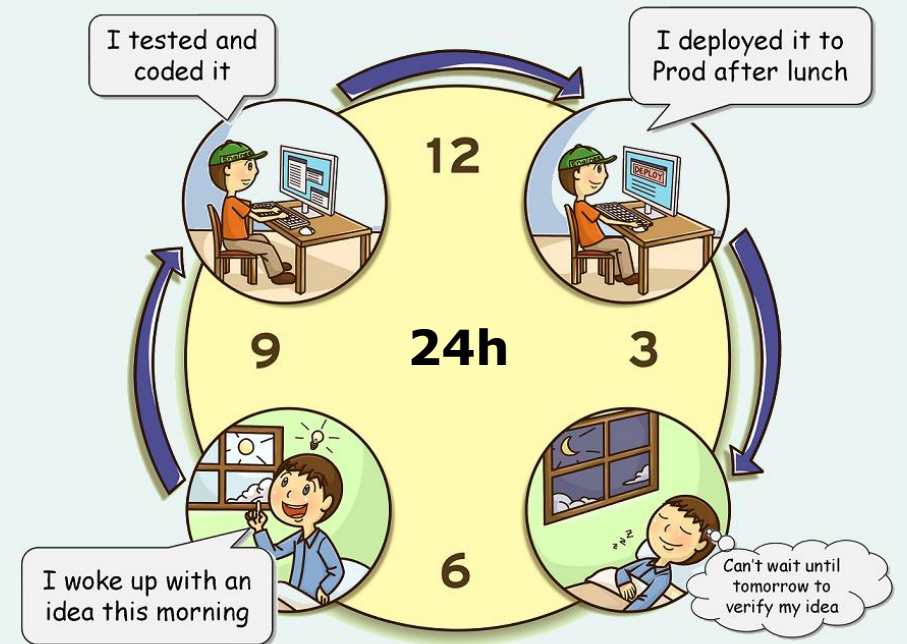 I tested and
coded it
I deployed it to
Prod after lunch
12
DEPLOY
9
24h
3
6
I woke up with an
idea this morning
z z z
Can't wait until
tomorrow to
verify my idea